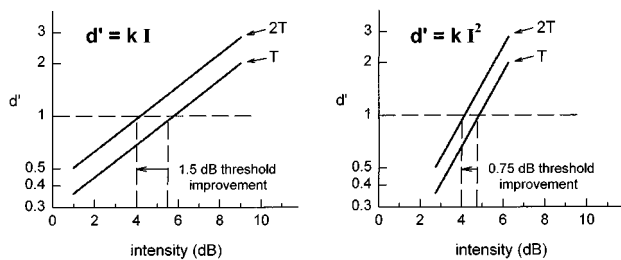 d' = k I
2T
T
3
2
1
0.5
0.4
0.3
d'
1.5 dB threshold
improvement
0 2 4 6 8 10
intensity (dB)
d' = k I²
2T
T
3
2
1
0.5
0.4
0.3
d'
0.75 dB threshold
improvement
0 2 4 6 8 10
intensity (dB)